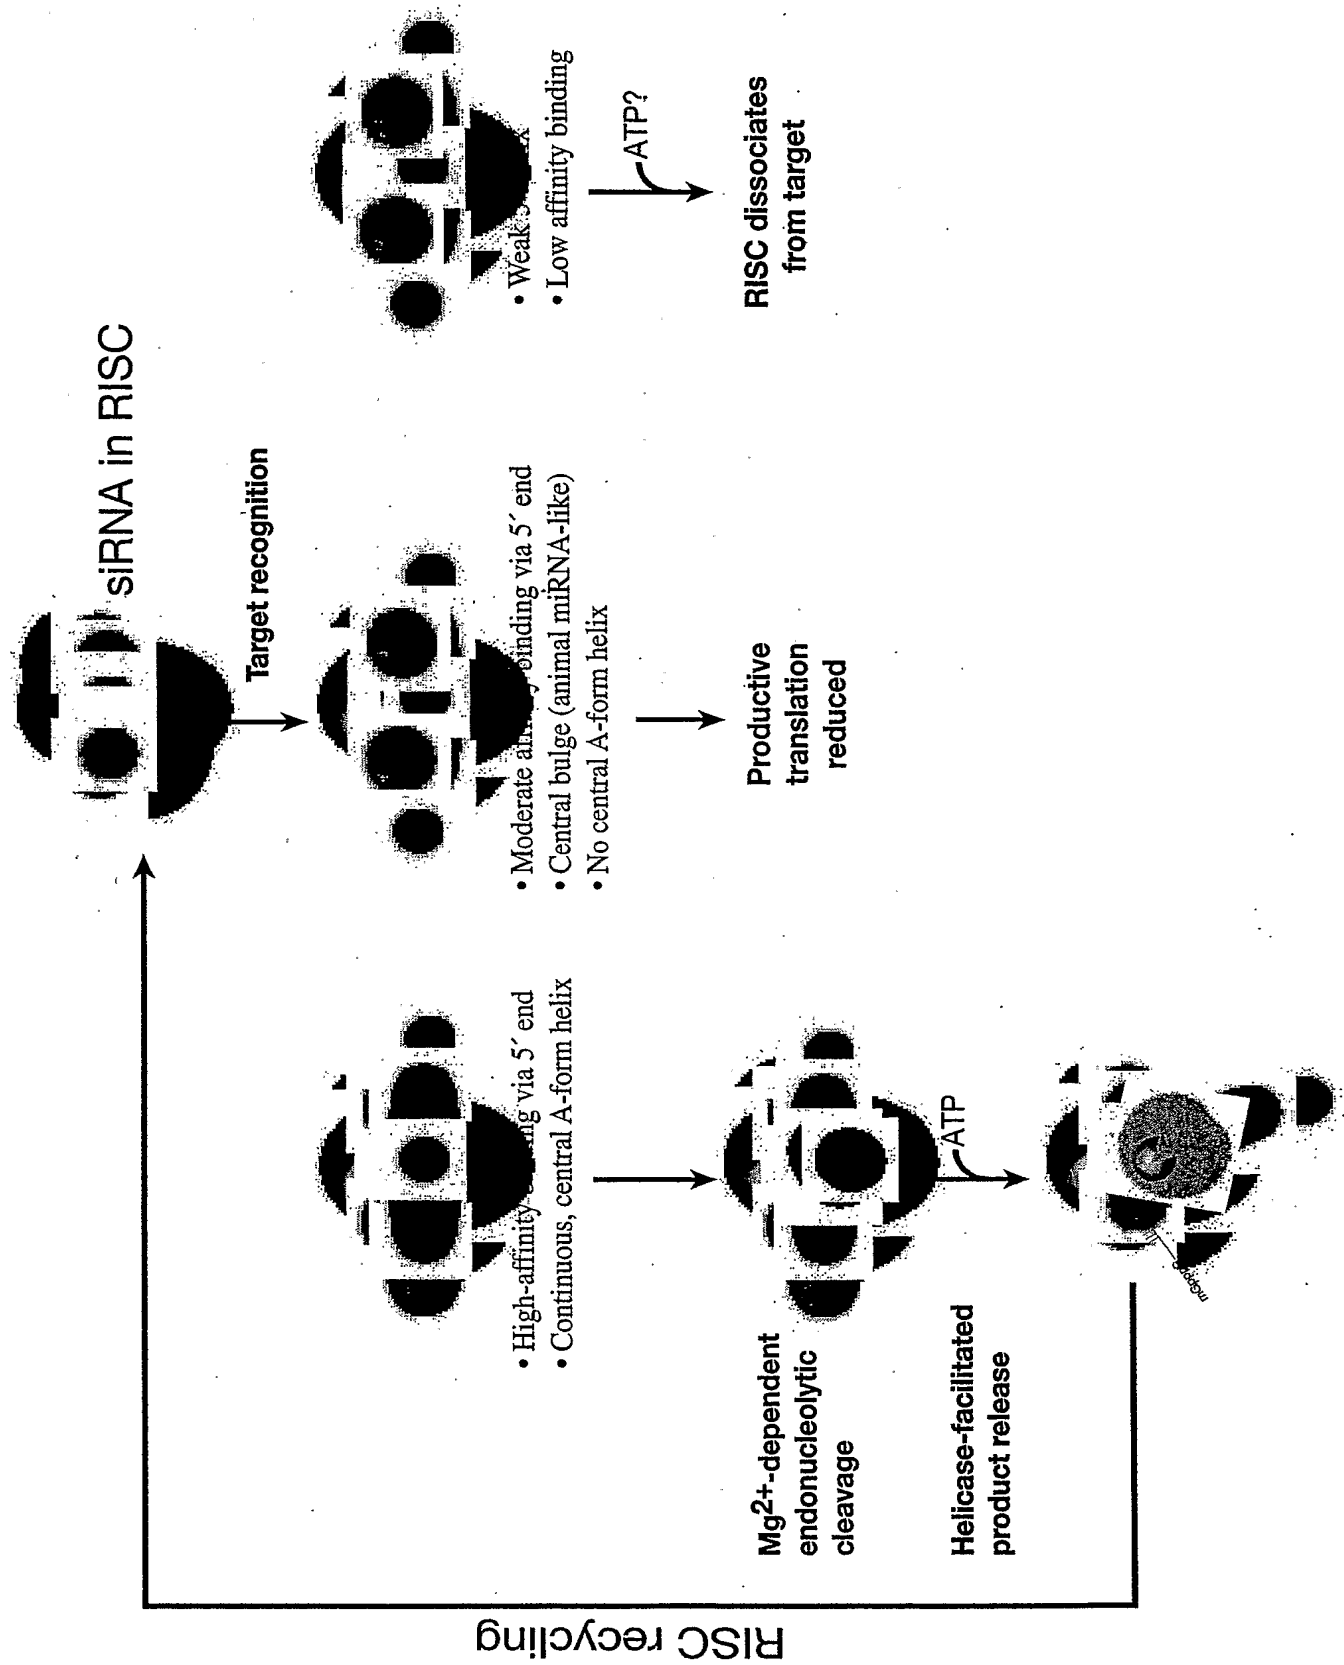 siRNA in RISC
Target recognition
• High-affinity via 5′ end
• Continuous, central A-form helix
• Moderate binding via 5′ end
• Central bulge (animal miRNA-like)
• No central A-form helix
• Weak
• Low affinity binding
ATP?
Mg2+-dependent
endonucleolytic
cleavage
Productive
translation
reduced
RISC dissociates
from target
ATP
Helicase-facilitated
product release
RISC recycling